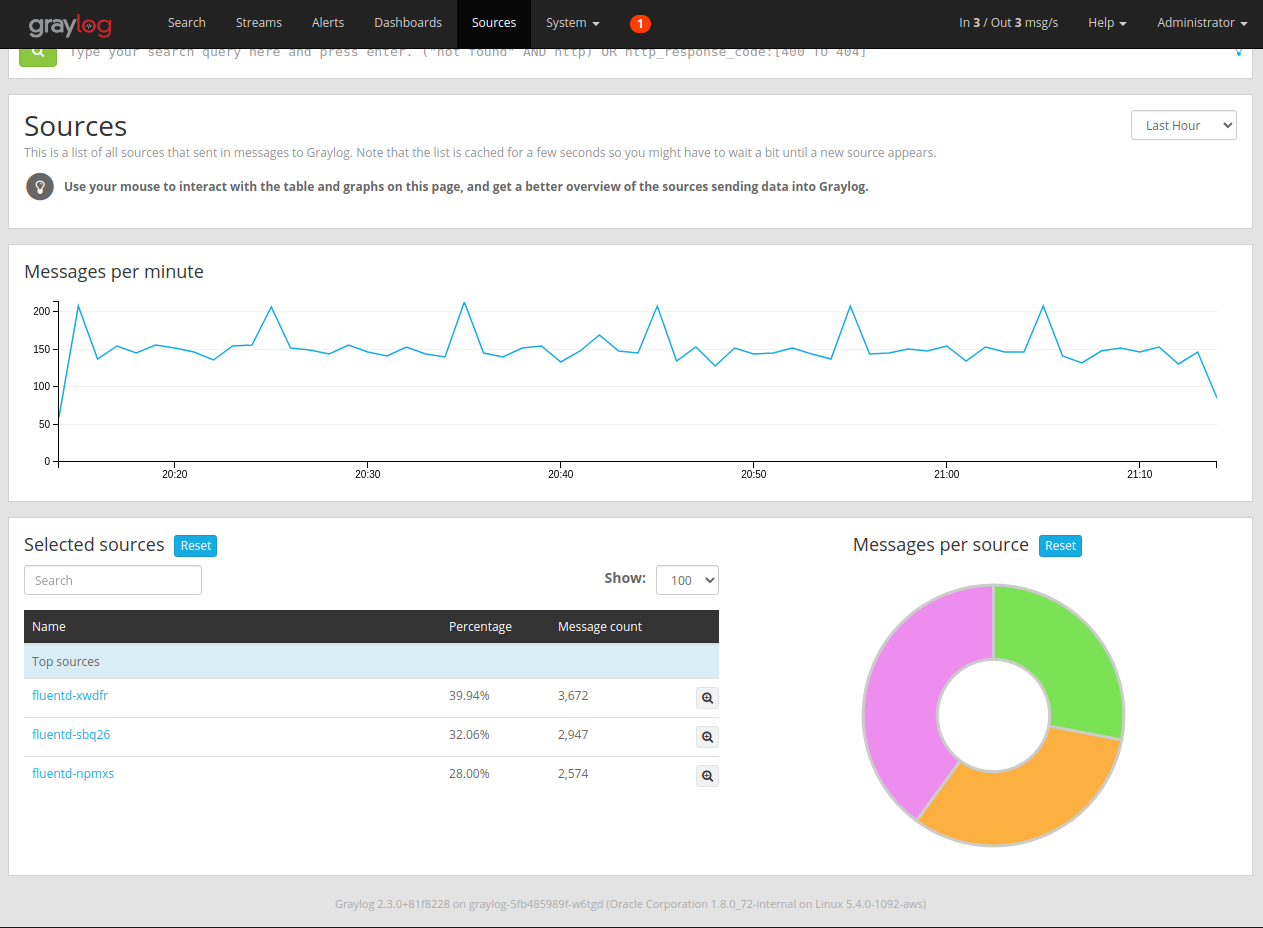 graylog Search Streams Alerts Dashboards Sources System 1 In 3 / Out 3 msg/s Help Administrator
Type your search query here and press enter. ("not found" AND http) OR http_response_code:[400 TO 404]
Sources Last Hour
This is a list of all sources that sent in messages to Graylog. Note that the list is cached for a few seconds so you might have to wait a bit until a new source appears.
Use your mouse to interact with the table and graphs on this page, and get a better overview of the sources sending data into Graylog.
Messages per minute
200
150
100
50
0
20:20 20:30 20:40 20:50 21:00 21:10
Selected sources Reset
Search Show: 100
Name Percentage Message count
Top sources
fluentd-xwdfr 39.94% 3,672
fluentd-sbq26 32.06% 2,947
fluentd-npmxs 28.00% 2,574
Messages per source Reset
Graylog 2.3.0+81f8228 on graylog-5fb485989f-w6tgd (Oracle Corporation 1.8.0_72-internal on Linux 5.4.0-1092-aws)